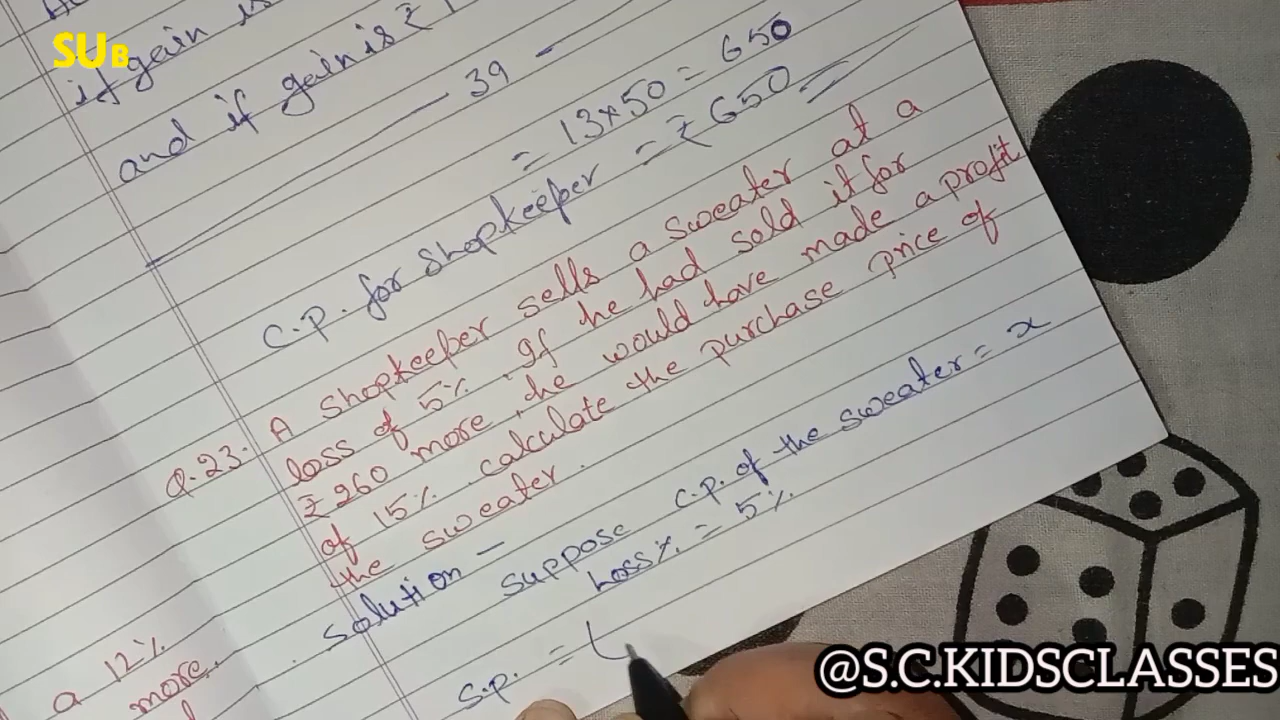 SUB
if gain is
and if gain is ₹
39
= 13×50 = 650
C.P. for shopkeeper = ₹650
Q.23. A shopkeeper sells a sweater at a
loss of 5%. If he had sold it for
₹260 more, he would have made a profit
of 15%. calculate the purchase price of
the sweater.
solution -
suppose C.P. of the sweater = x
Loss% = 5%
S.P. = (
a 12%
more.
@S.C.KIDSCLASSES